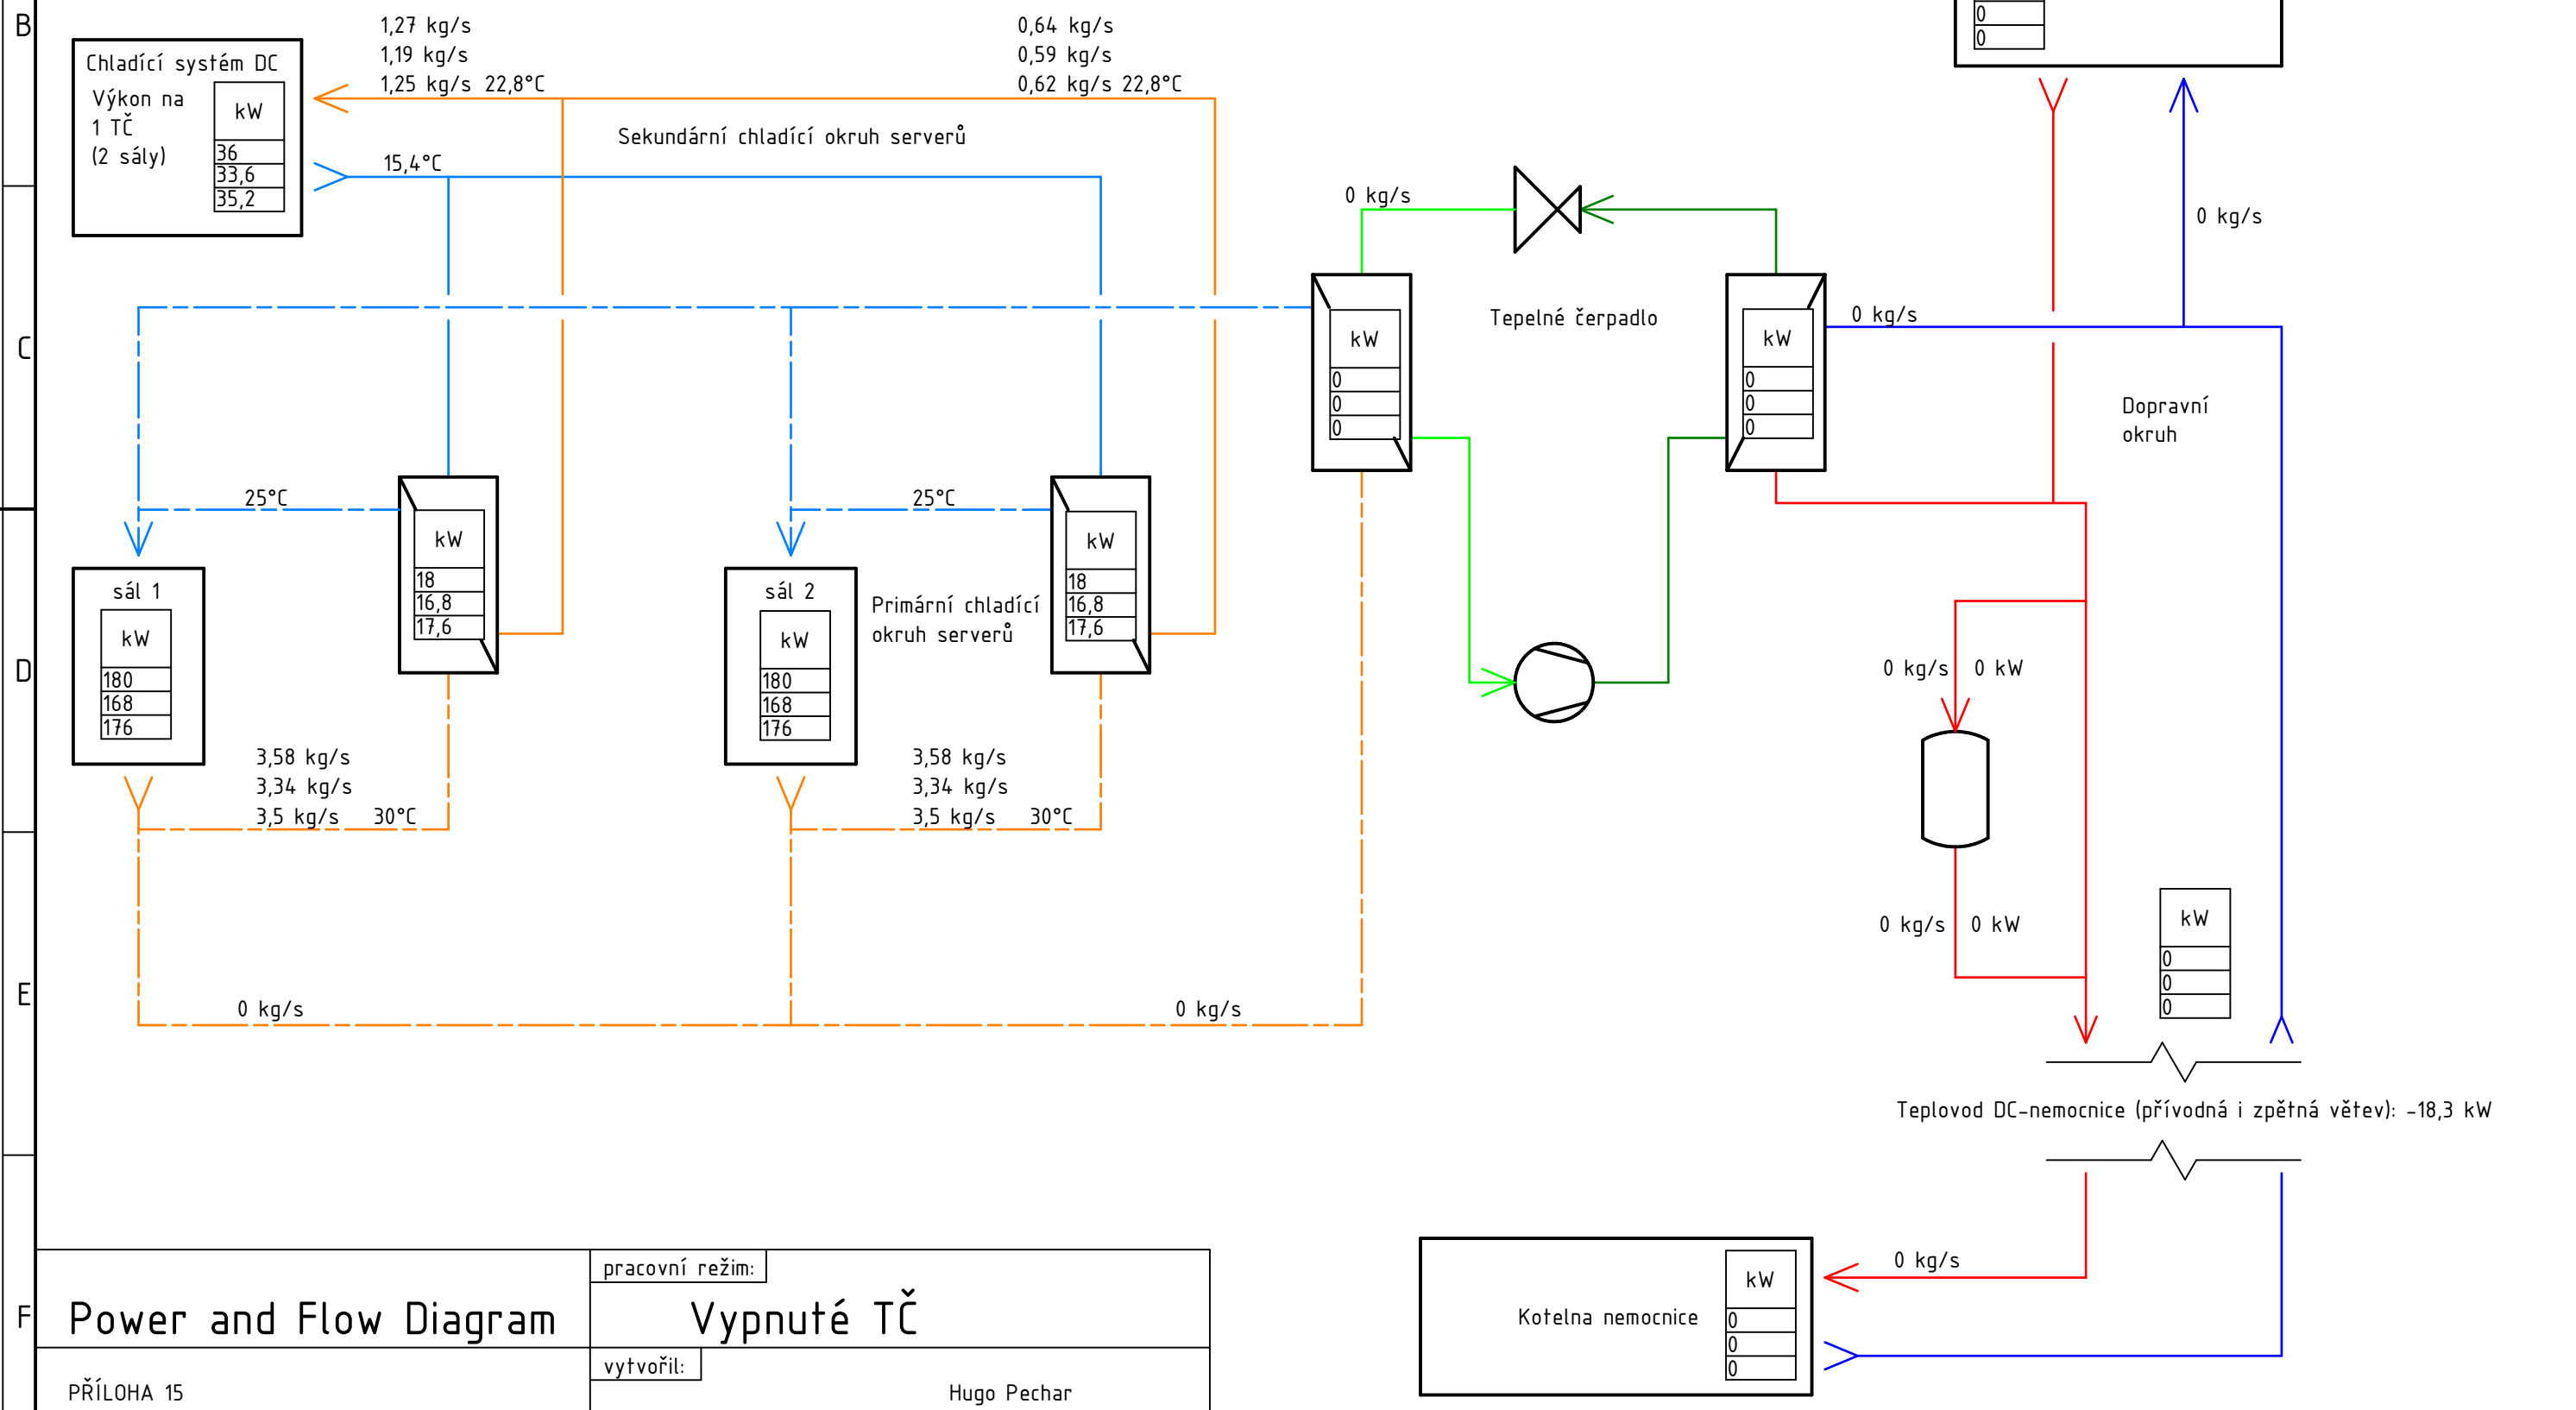 B
C
D
E
F
Chladící systém DC
Výkon na
1 TČ
(2 sály)
kW
36
33,6
35,2
1,27 kg/s
1,19 kg/s
1,25 kg/s 22,8°C
0,64 kg/s
0,59 kg/s
0,62 kg/s 22,8°C
Sekundární chladící okruh serverů
15,4°C
0
0
0 kg/s
0 kg/s
Tepelné čerpadlo
kW
0
0
0
kW
0
0
0
0 kg/s
Dopravní
okruh
25°C
kW
18
16,8
17,6
25°C
kW
18
16,8
17,6
sál 1
kW
180
168
176
sál 2
kW
180
168
176
Primární chladící
okruh serverů
3,58 kg/s
3,34 kg/s
3,5 kg/s 30°C
3,58 kg/s
3,34 kg/s
3,5 kg/s 30°C
0 kg/s 0 kW
0 kg/s 0 kW
kW
0
0
0
0 kg/s
0 kg/s
Teplovod DC-nemocnice (přívodná i zpětná větev): -18,3 kW
0 kg/s
Kotelna nemocnice
kW
0
0
0
pracovní režim:
Power and Flow Diagram
Vypnuté TČ
vytvořil:
PŘÍLOHA 15
Hugo Pechar